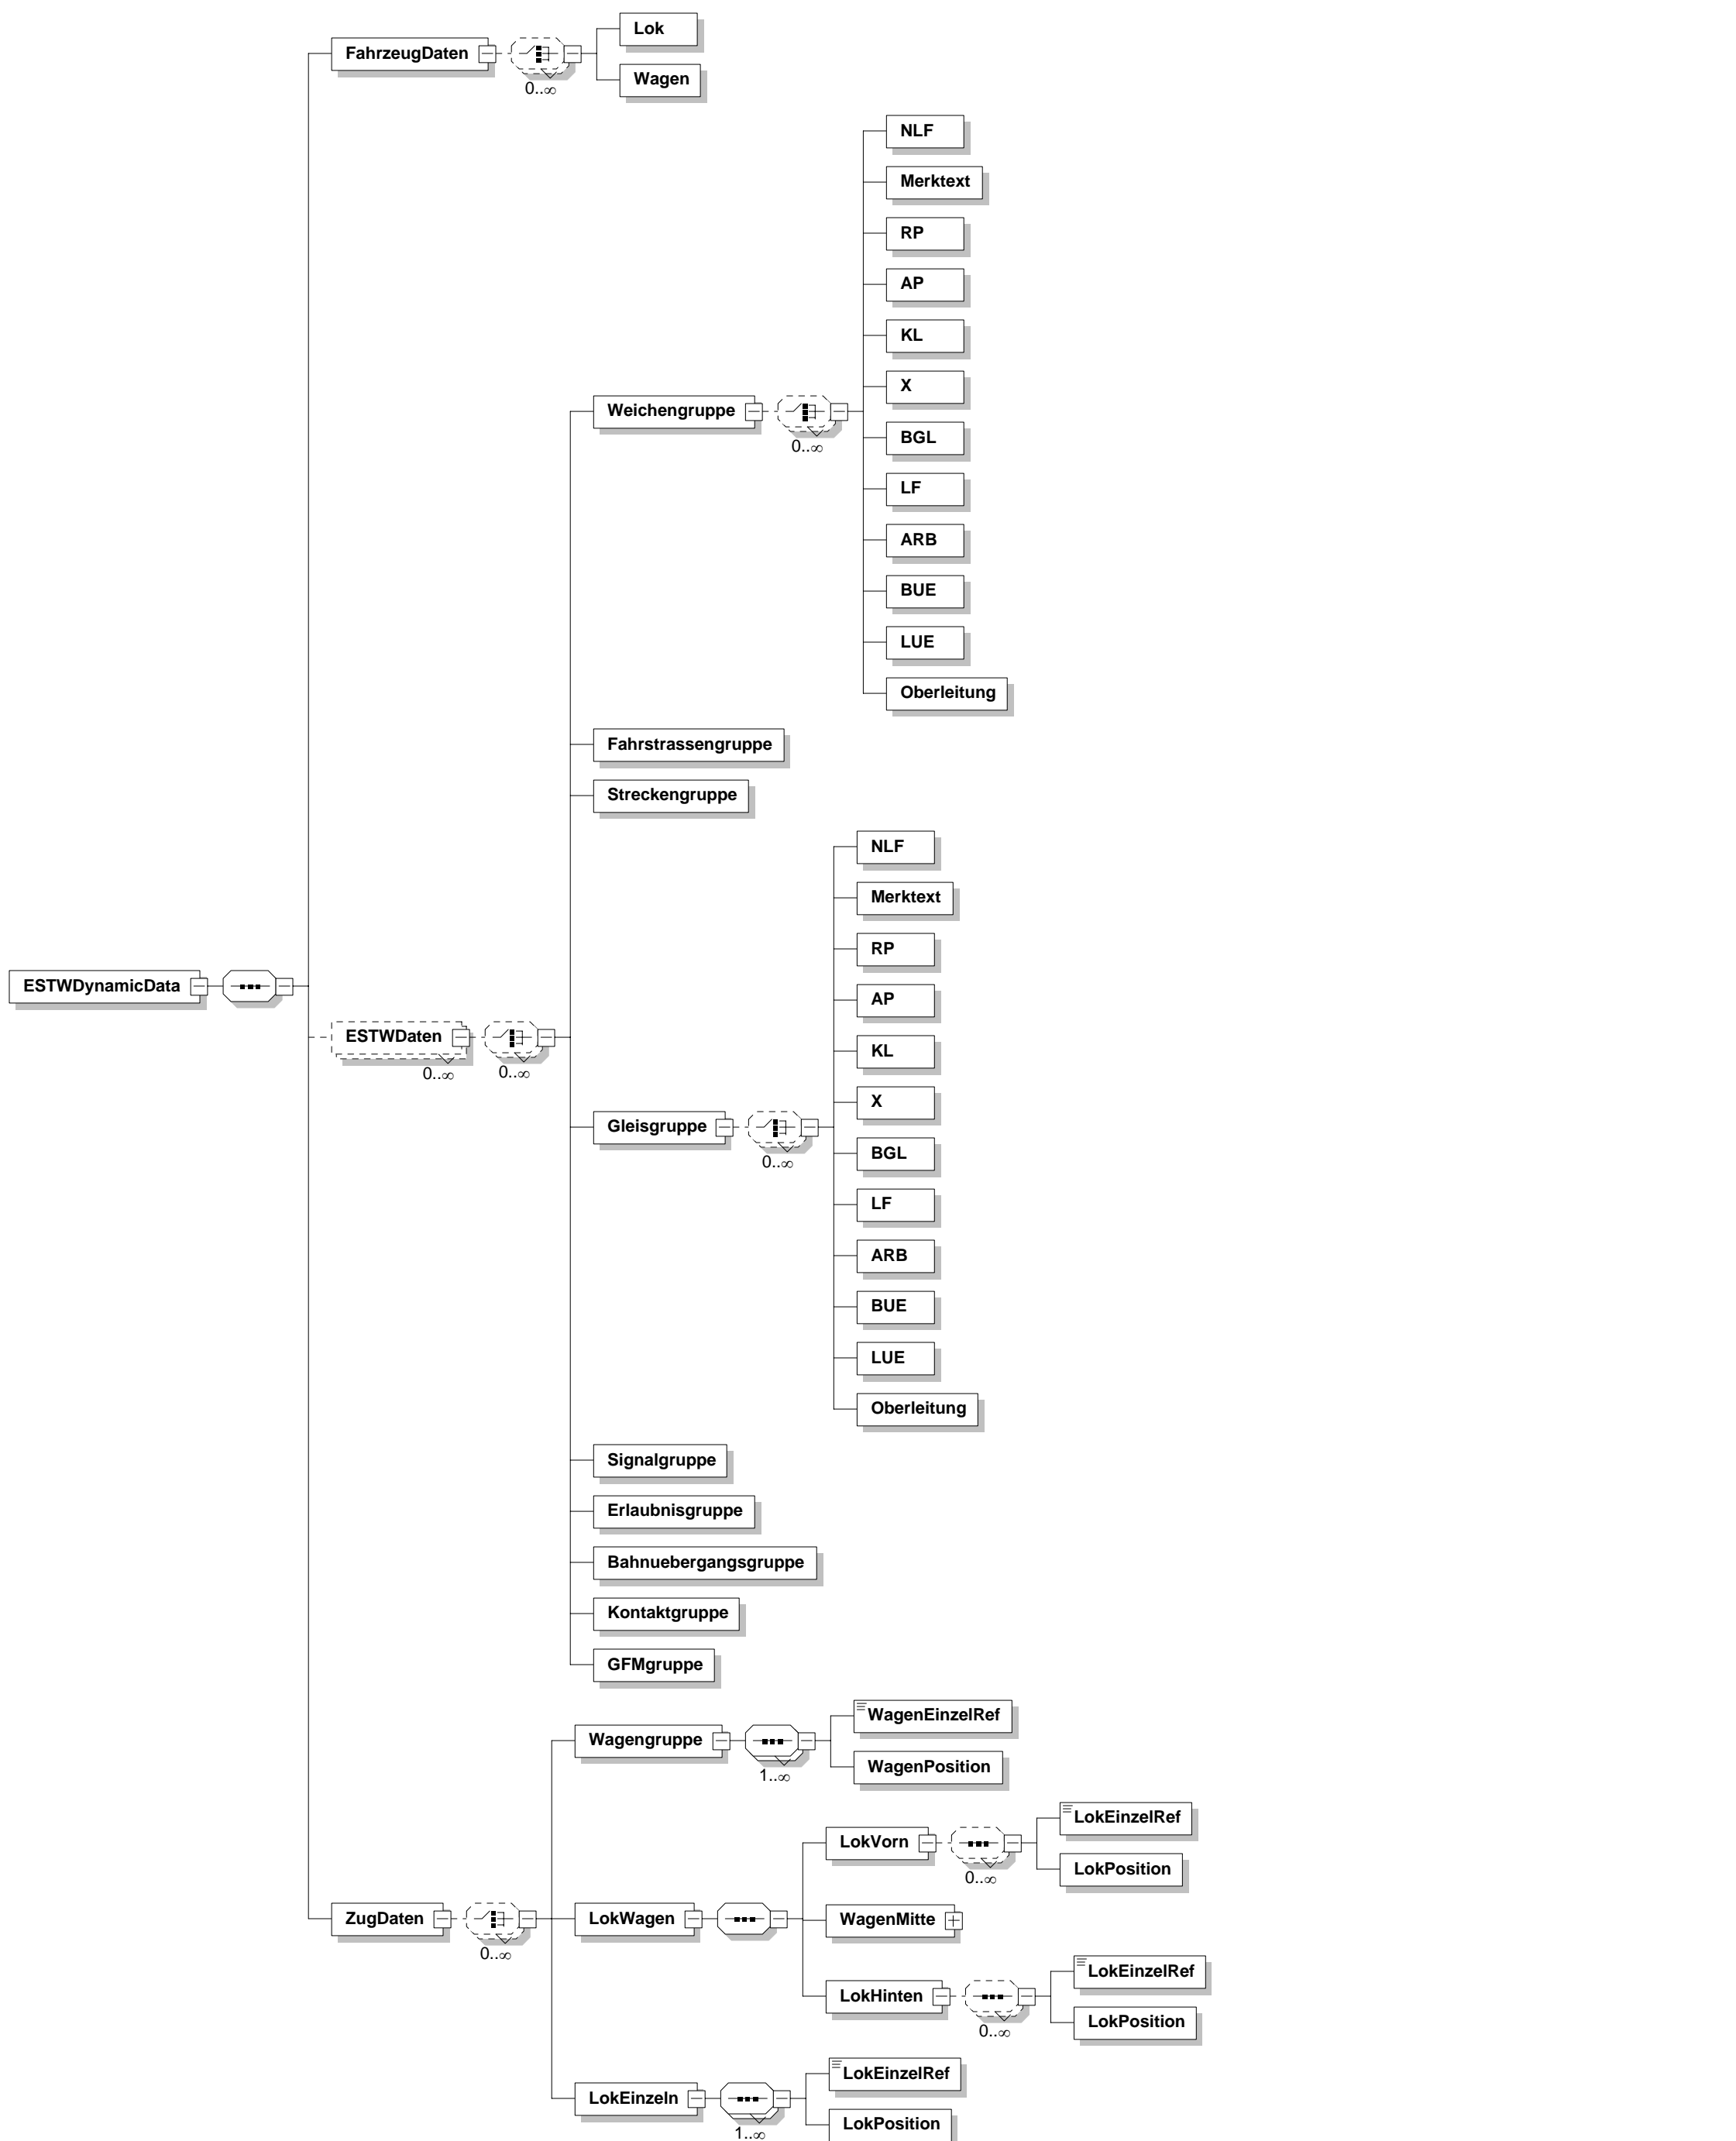 Lok
FahrzeugDaten
Wagen
0..∞
NLF
Merktext
RP
AP
KL
X
Weichengruppe
BGL
0..∞
LF
ARB
BUE
LUE
Oberleitung
Fahrstrassengruppe
Streckengruppe
NLF
Merktext
RP
ESTWDynamicData
AP
ESTWDaten
KL
0..∞
0..∞
X
Gleisgruppe
BGL
0..∞
LF
ARB
BUE
LUE
Oberleitung
Signalgruppe
Erlaubnisgruppe
Bahnuebergangsgruppe
Kontaktgruppe
GFMgruppe
WagenEinzelRef
Wagengruppe
WagenPosition
1..∞
LokEinzelRef
LokVorn
LokPosition
0..∞
ZugDaten
LokWagen
WagenMitte
0..∞
LokEinzelRef
LokHinten
LokPosition
0..∞
LokEinzelRef
LokEinzeln
LokPosition
1..∞